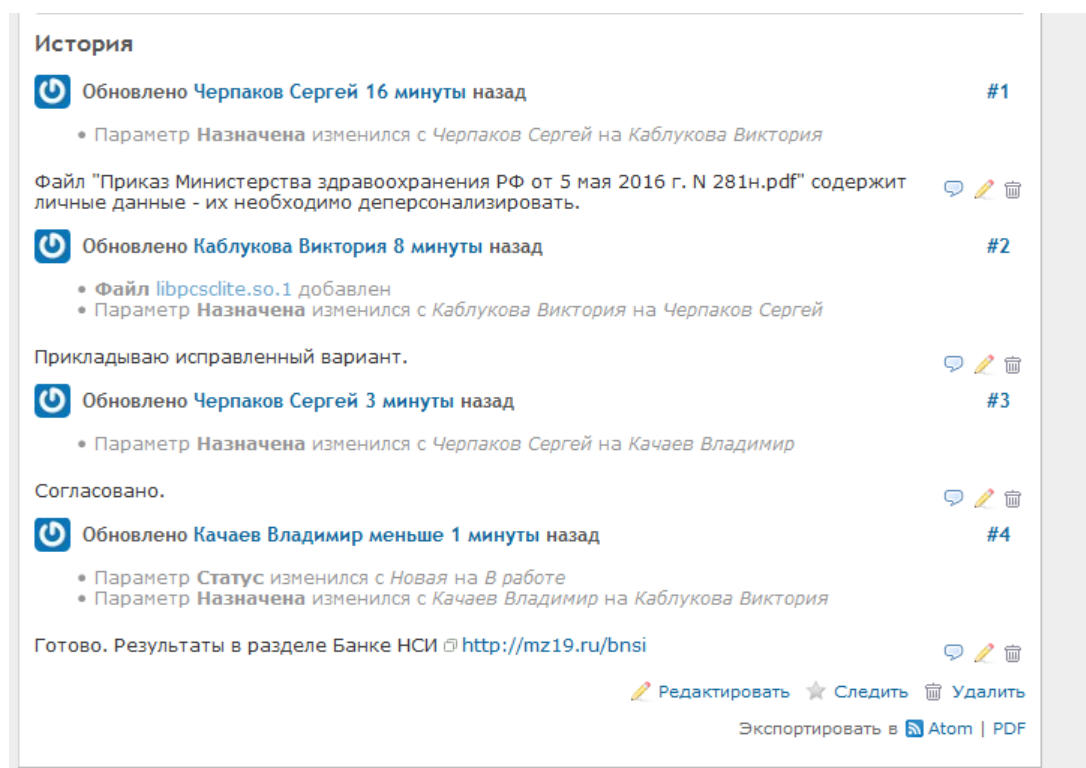 История
Обновлено Черпаков Сергей 16 минуты назад #1
• Параметр Назначена изменился с Черпаков Сергей на Каблукова Виктория
Файл "Приказ Министерства здравоохранения РФ от 5 мая 2016 г. N 281н.pdf" содержит
личные данные - их необходимо деперсонализировать.
Обновлено Каблукова Виктория 8 минуты назад #2
• Файл libpcsclite.so.1 добавлен
• Параметр Назначена изменился с Каблукова Виктория на Черпаков Сергей
Прикладываю исправленный вариант.
Обновлено Черпаков Сергей 3 минуты назад #3
• Параметр Назначена изменился с Черпаков Сергей на Качаев Владимир
Согласовано.
Обновлено Качаев Владимир меньше 1 минуты назад #4
• Параметр Статус изменился с Новая на В работе
• Параметр Назначена изменился с Качаев Владимир на Каблукова Виктория
Готово. Результаты в разделе Банке НСИ http://mz19.ru/bnsi
Редактировать Следить Удалить
Экспортировать в Atom | PDF